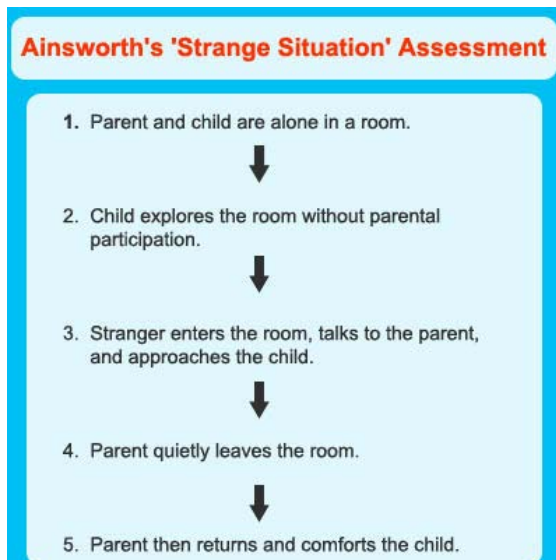 Ainsworth's 'Strange Situation' Assessment
1. Parent and child are alone in a room.
2. Child explores the room without parental
participation.
3. Stranger enters the room, talks to the parent,
and approaches the child.
4. Parent quietly leaves the room.
5. Parent then returns and comforts the child.